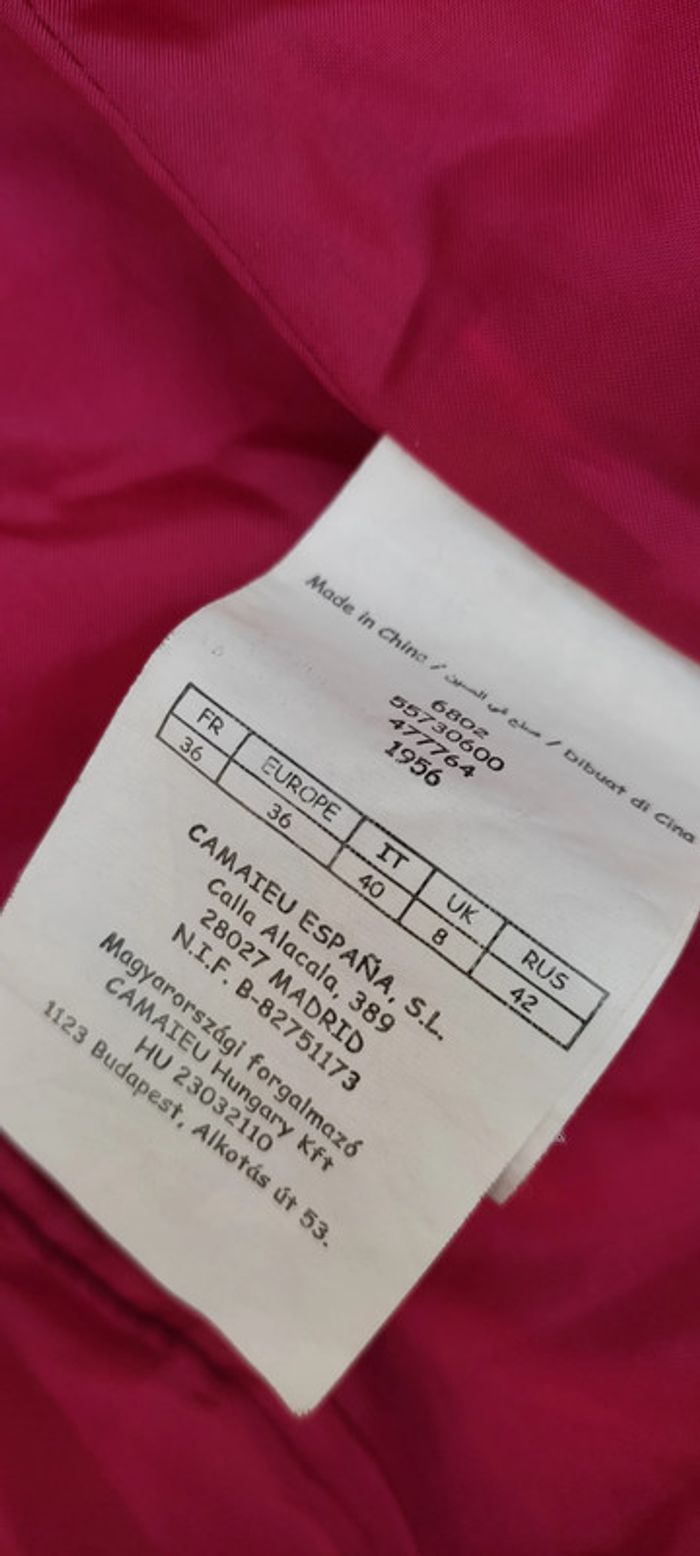 Made in China / صنع في الصين / Dibuat di Cina
6802
55730600
477764
1956
FR EUROPE IT UK RUS
36 36 40 8 42
CAMAIEU ESPAÑA, S.L.
Calla Alacala, 389
28027 MADRID
N.I.F. B-82751173
Magyarországi forgalmazó
CAMAIEU Hungary Kft
HU 23032110
1123 Budapest, Alkotás út 53.